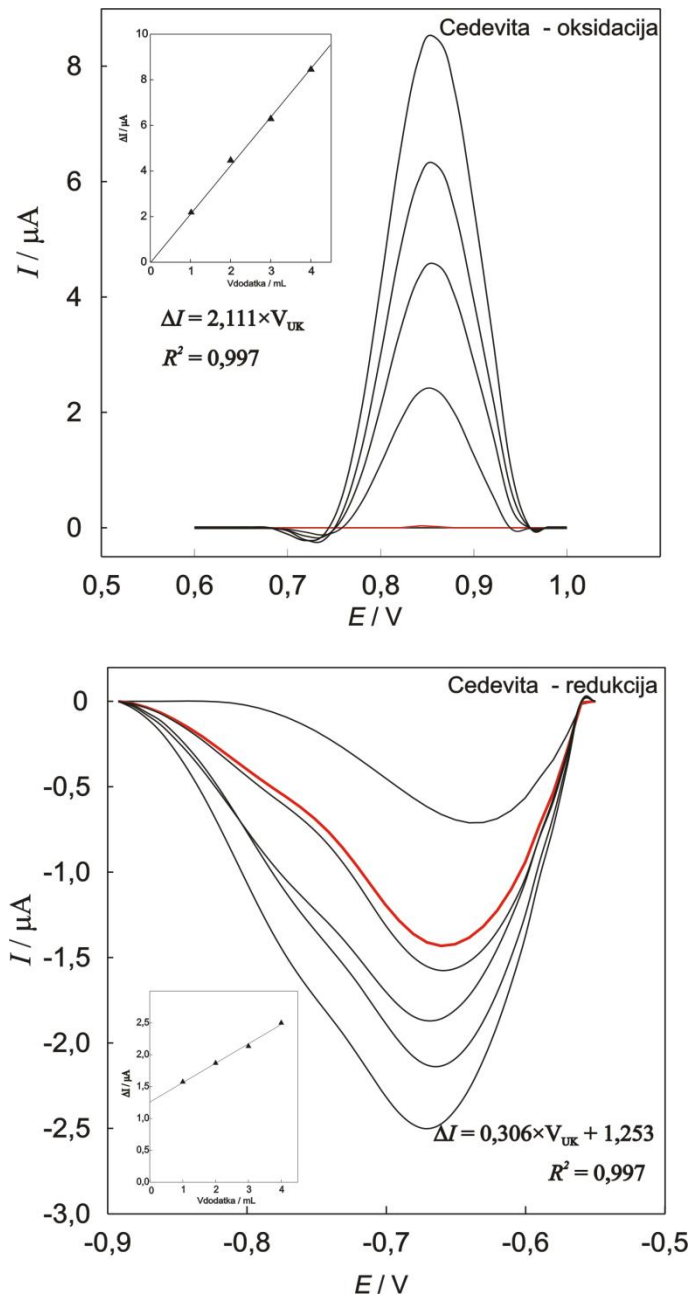 Cedevita - oksidacija
10
8
6
4
2
0
ΔI / µA
0 1 2 3 4
Vdodatka / mL
ΔI = 2,111×V_UK
R² = 0,997
8
6
4
2
0
I / µA
0,5 0,6 0,7 0,8 0,9 1,0
E / V
Cedevita - redukcija
0
-0,5
-1,0
-1,5
-2,0
-2,5
-3,0
I / µA
2,5
2,0
1,5
1,0
0,5
0,0
ΔI / µA
0 1 2 3 4
Vdodatka / mL
ΔI = 0,306×V_UK + 1,253
R² = 0,997
-0,9 -0,8 -0,7 -0,6 -0,5
E / V